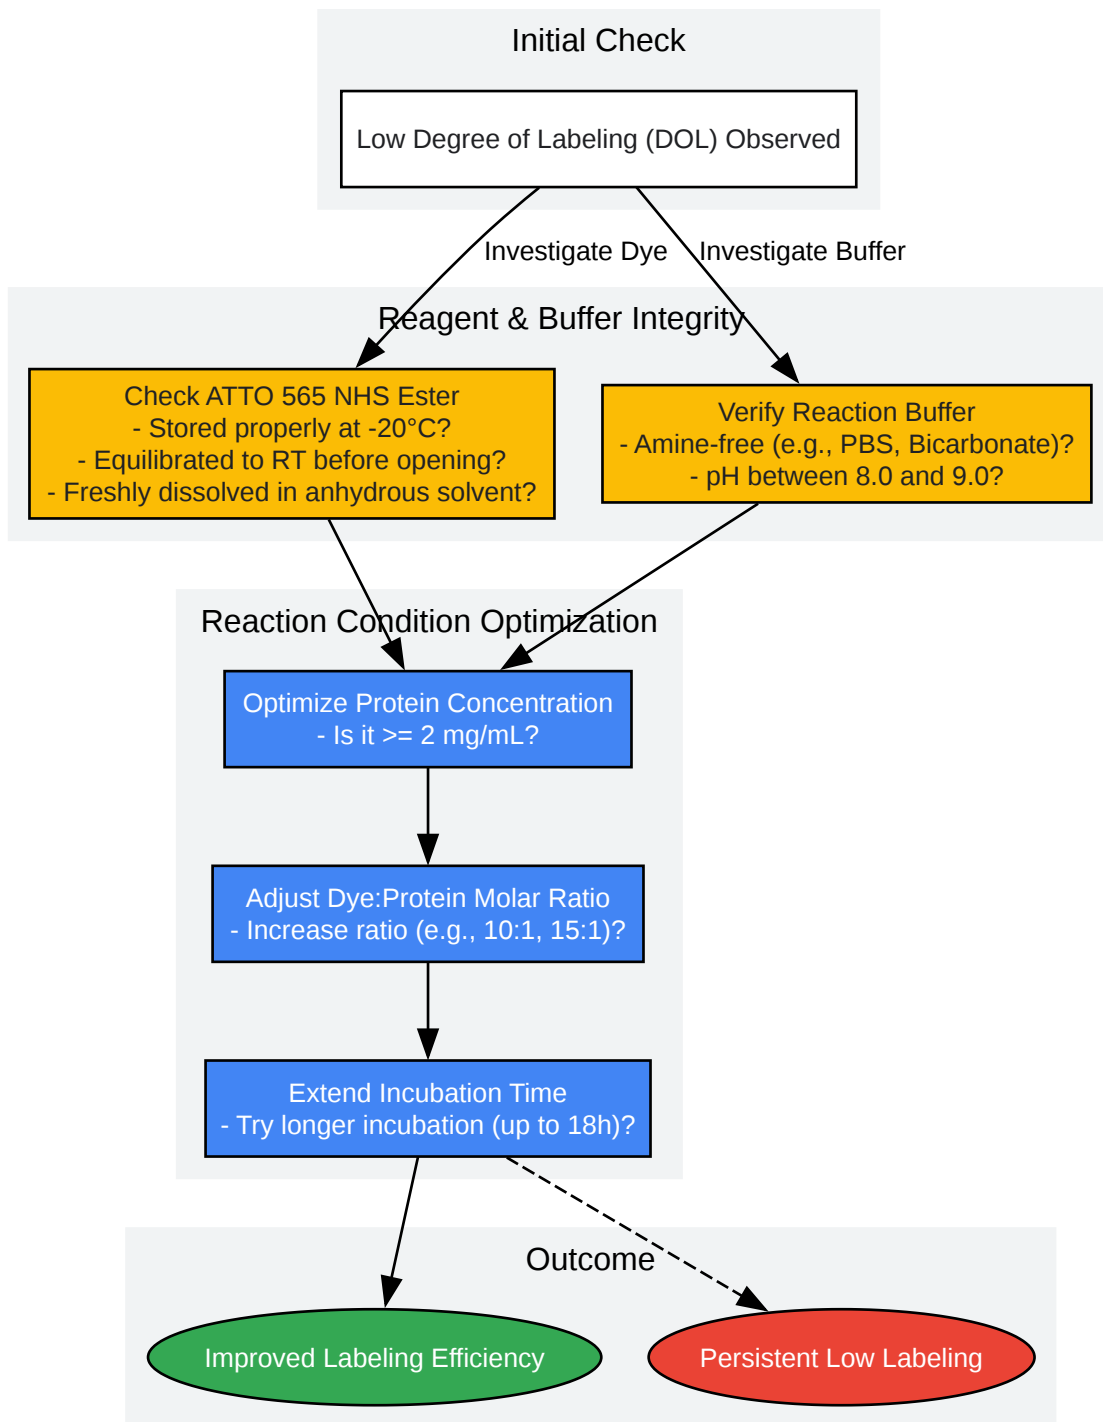 Initial Check
Low Degree of Labeling (DOL) Observed
Investigate Dye
Investigate Buffer
Reagent & Buffer Integrity
Check ATTO 565 NHS Ester
- Stored properly at -20°C?
- Equilibrated to RT before opening?
- Freshly dissolved in anhydrous solvent?
Verify Reaction Buffer
- Amine-free (e.g., PBS, Bicarbonate)?
- pH between 8.0 and 9.0?
Reaction Condition Optimization
Optimize Protein Concentration
- Is it >= 2 mg/mL?
Adjust Dye:Protein Molar Ratio
- Increase ratio (e.g., 10:1, 15:1)?
Extend Incubation Time
- Try longer incubation (up to 18h)?
Outcome
Improved Labeling Efficiency
Persistent Low Labeling